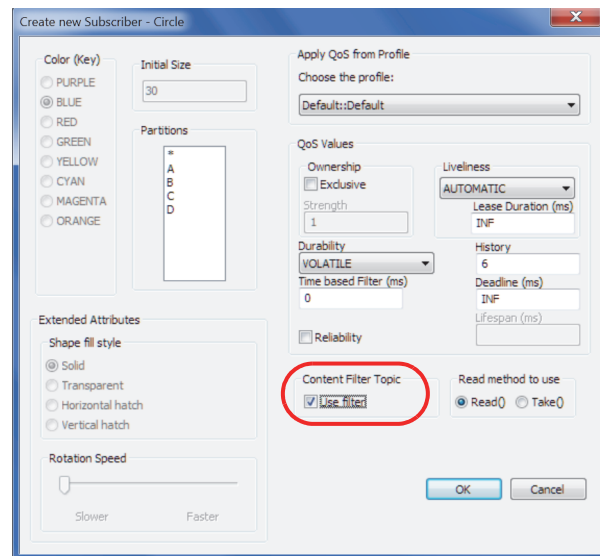 Create new Subscriber - Circle
X
Color (Key)
PURPLE
BLUE
RED
GREEN
YELLOW
CYAN
MAGENTA
ORANGE
Initial Size
30
Partitions
*
A
B
C
D
Extended Attributes
Shape fill style
Solid
Transparent
Horizontal hatch
Vertical hatch
Rotation Speed
Slower Faster
Apply QoS from Profile
Choose the profile:
Default::Default
QoS Values
Ownership
Exclusive
Strength
1
Liveliness
AUTOMATIC
Lease Duration (ms)
INF
Durability
VOLATILE
Time based Filter (ms)
0
Reliability
History
6
Deadline (ms)
INF
Lifespan (ms)
Content Filter Topic
Use filter
Read method to use
Read() Take()
OK Cancel